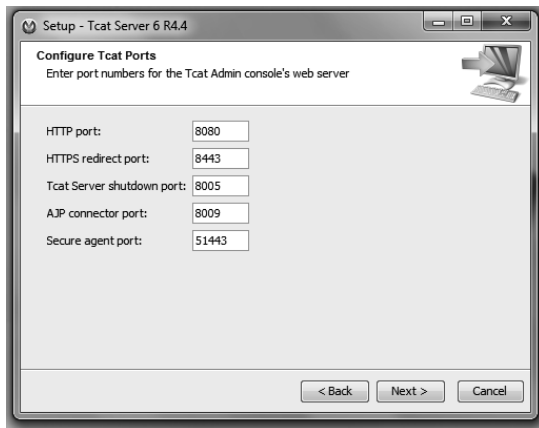 Setup - Tcat Server 6 R4.4
Configure Tcat Ports
Enter port numbers for the Tcat Admin console's web server
HTTP port: 8080
HTTPS redirect port: 8443
Tcat Server shutdown port: 8005
AJP connector port: 8009
Secure agent port: 51443
< Back Next > Cancel